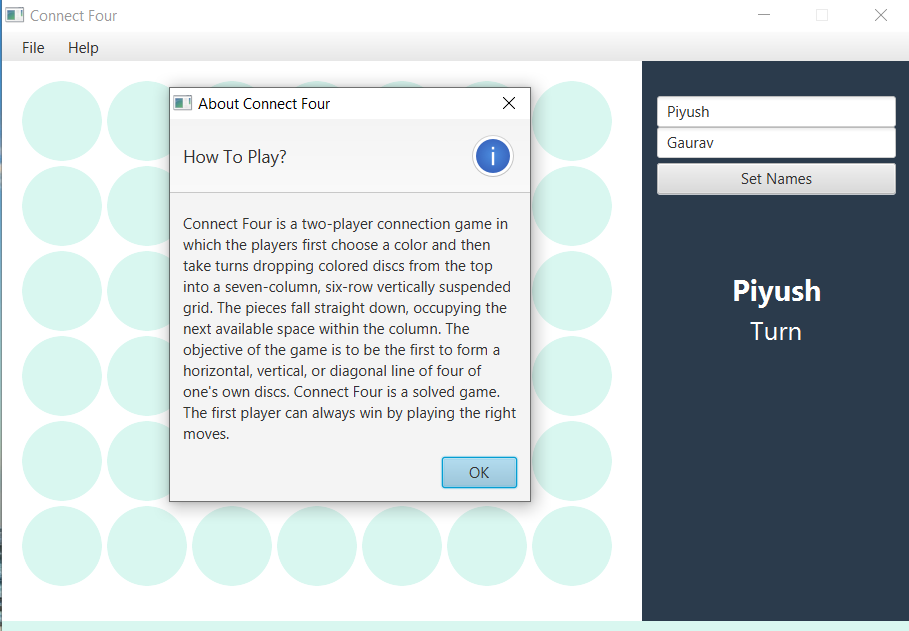 Connect Four
File Help
About Connect Four
How To Play?
i
Connect Four is a two-player connection game in
which the players first choose a color and then
take turns dropping colored discs from the top
into a seven-column, six-row vertically suspended
grid. The pieces fall straight down, occupying the
next available space within the column. The
objective of the game is to be the first to form a
horizontal, vertical, or diagonal line of four of
one's own discs. Connect Four is a solved game.
The first player can always win by playing the right
moves.
OK
Piyush
Gaurav
Set Names
Piyush
Turn